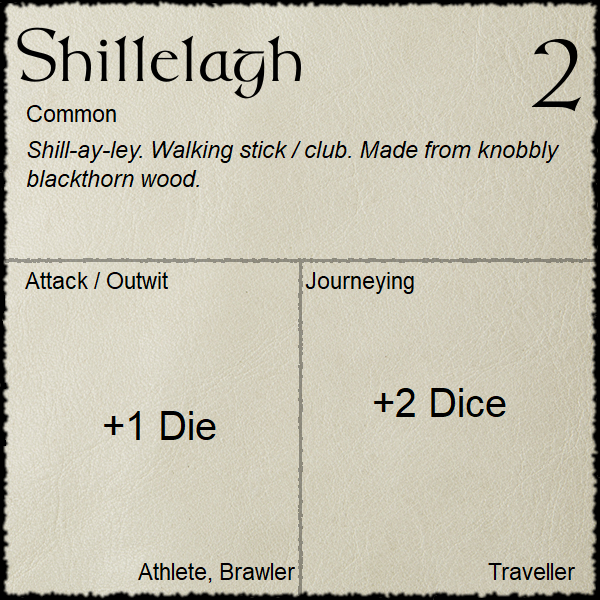 Shillelagh
2
Common
Shill-ay-ley. Walking stick / club. Made from knobbly
blackthorn wood.
Attack / Outwit
+1 Die
Athlete, Brawler
Journeying
+2 Dice
Traveller